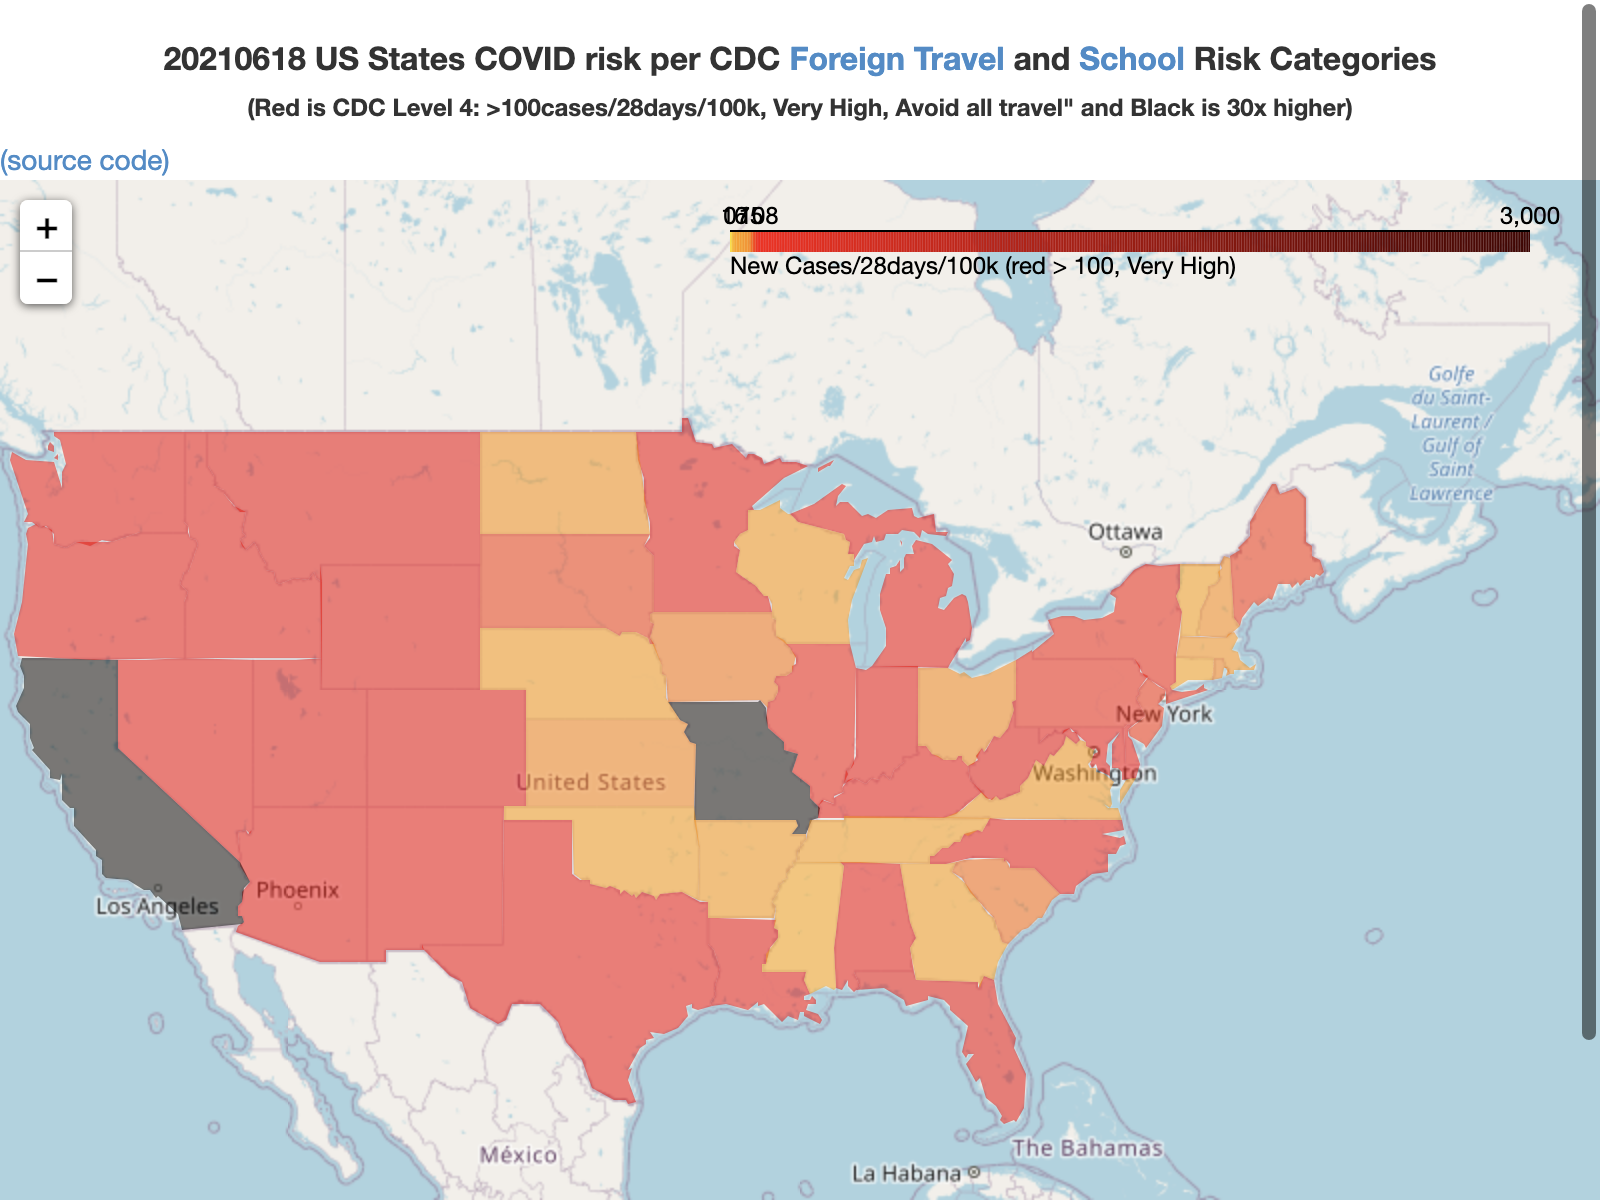 20210618 US States COVID risk per CDC Foreign Travel and School Risk Categories
(Red is CDC Level 4: >100cases/28days/100k, Very High, Avoid all travel" and Black is 30x higher)
(source code)
+
−
3,000
New Cases/28days/100k (red > 100, Very High)
Golfe
du Saint-
Laurent /
Gulf of
Saint
Lawrence
Ottawa
New York
Washington
United States
Phoenix
Los Angeles
México
The Bahamas
La Habana